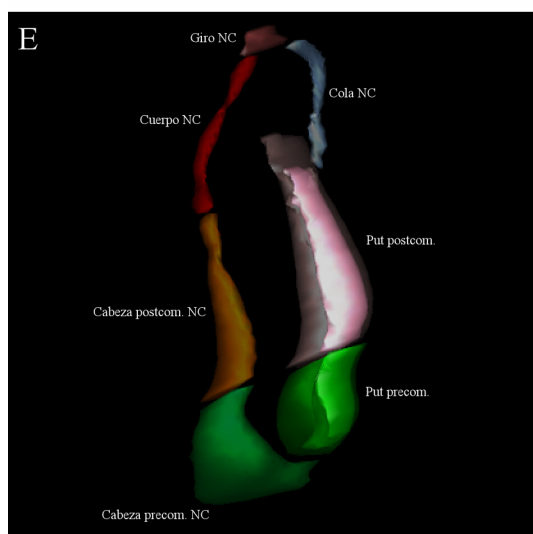 E
Giro NC
Cola NC
Cuerpo NC
Put postcom.
Cabeza postcom. NC
Put precom.
Cabeza precom. NC